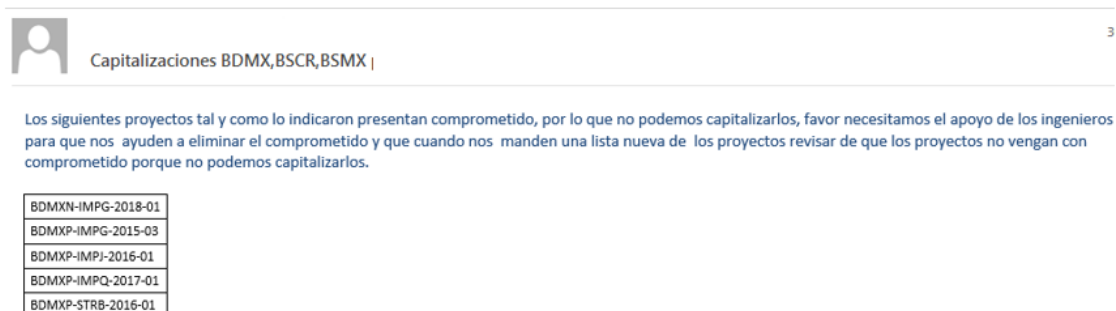 3
Capitalizaciones BDMX,BSCR,BSMX
Los siguientes proyectos tal y como lo indicaron presentan comprometido, por lo que no podemos capitalizarlos, favor necesitamos el apoyo de los ingenieros
para que nos ayuden a eliminar el comprometido y que cuando nos manden una lista nueva de los proyectos revisar de que los proyectos no vengan con
comprometido porque no podemos capitalizarlos.
BDMXN-IMPG-2018-01
BDMXP-IMPG-2015-03
BDMXP-IMPJ-2016-01
BDMXP-IMPQ-2017-01
BDMXP-STRB-2016-01